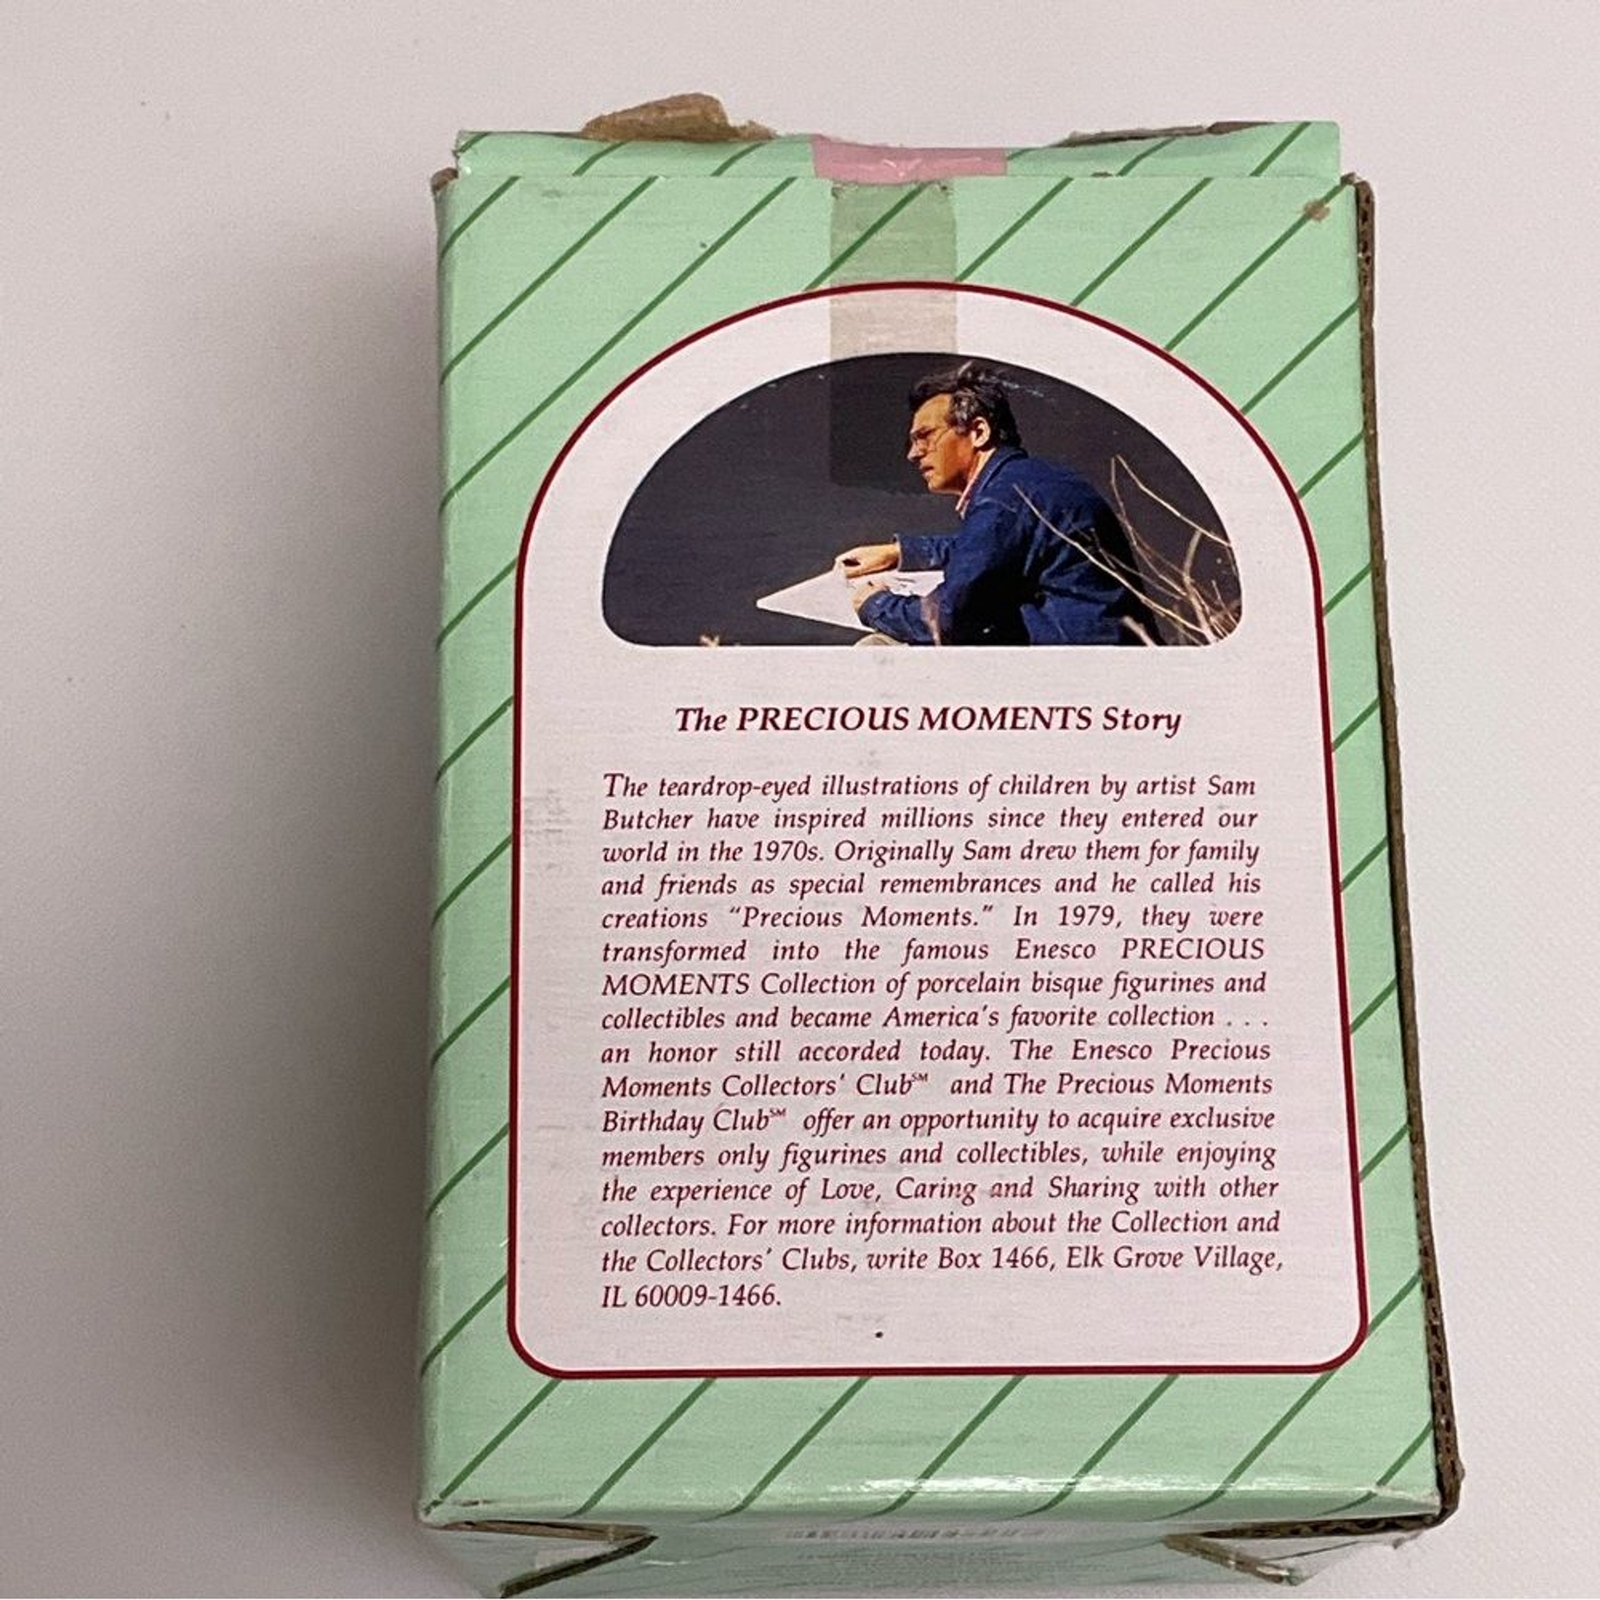 The PRECIOUS MOMENTS Story
The teardrop-eyed illustrations of children by artist Sam
Butcher have inspired millions since they entered our
world in the 1970s. Originally Sam drew them for family
and friends as special remembrances and he called his
creations “Precious Moments.” In 1979, they were
transformed into the famous Enesco PRECIOUS
MOMENTS Collection of porcelain bisque figurines and
collectibles and became America's favorite collection . . .
an honor still accorded today. The Enesco Precious
Moments Collectors' Club℠ and The Precious Moments
Birthday Club℠ offer an opportunity to acquire exclusive
members only figurines and collectibles, while enjoying
the experience of Love, Caring and Sharing with other
collectors. For more information about the Collection and
the Collectors' Clubs, write Box 1466, Elk Grove Village,
IL 60009-1466.